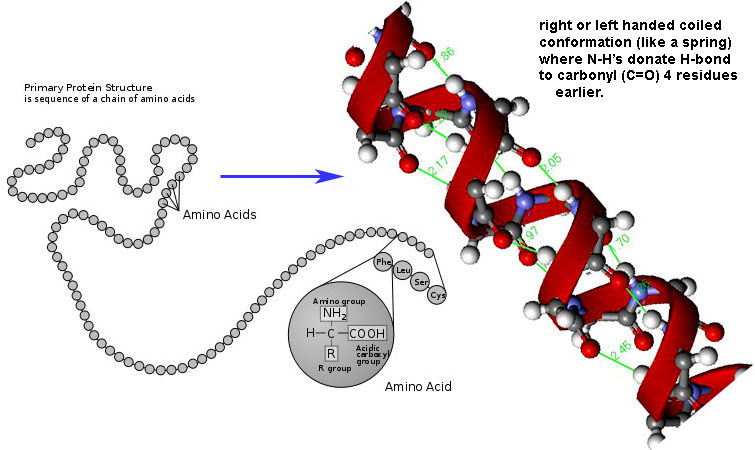 Primary Protein Structure
is sequence of a chain of amino acids
right or left handed coiled
conformation (like a spring)
where N-H's donate H-bond
to carbonyl (C=O) 4 residues
earlier.
Amino Acids
Phe
Leu
Ser
Cys
Amino group
NH2
H C COOH
R
Acidic
carboxyl
group
R group
Amino Acid
.86
2.17
2.05
.97
.70
2.46